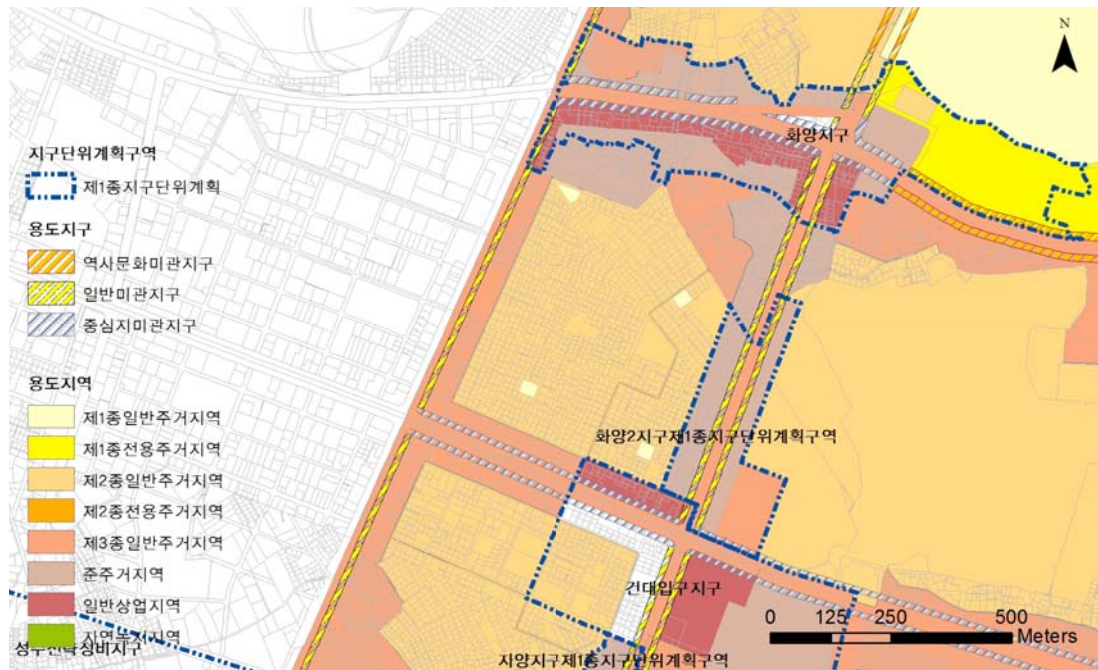 N
화양지구
지구단위계획구역
제1종지구단위계획
용도지구
역사문화미관지구
일반미관지구
중심지미관지구
용도지역
제1종일반주거지역
제1종전용주거지역
제2종일반주거지역
제2종전용주거지역
제3종일반주거지역
준주거지역
일반상업지역
자연녹지지역
화양2지구제1종지구단위계획구역
건대입구지구
0 125 250 500
Meters
자양지구제1종지구단위계획구역